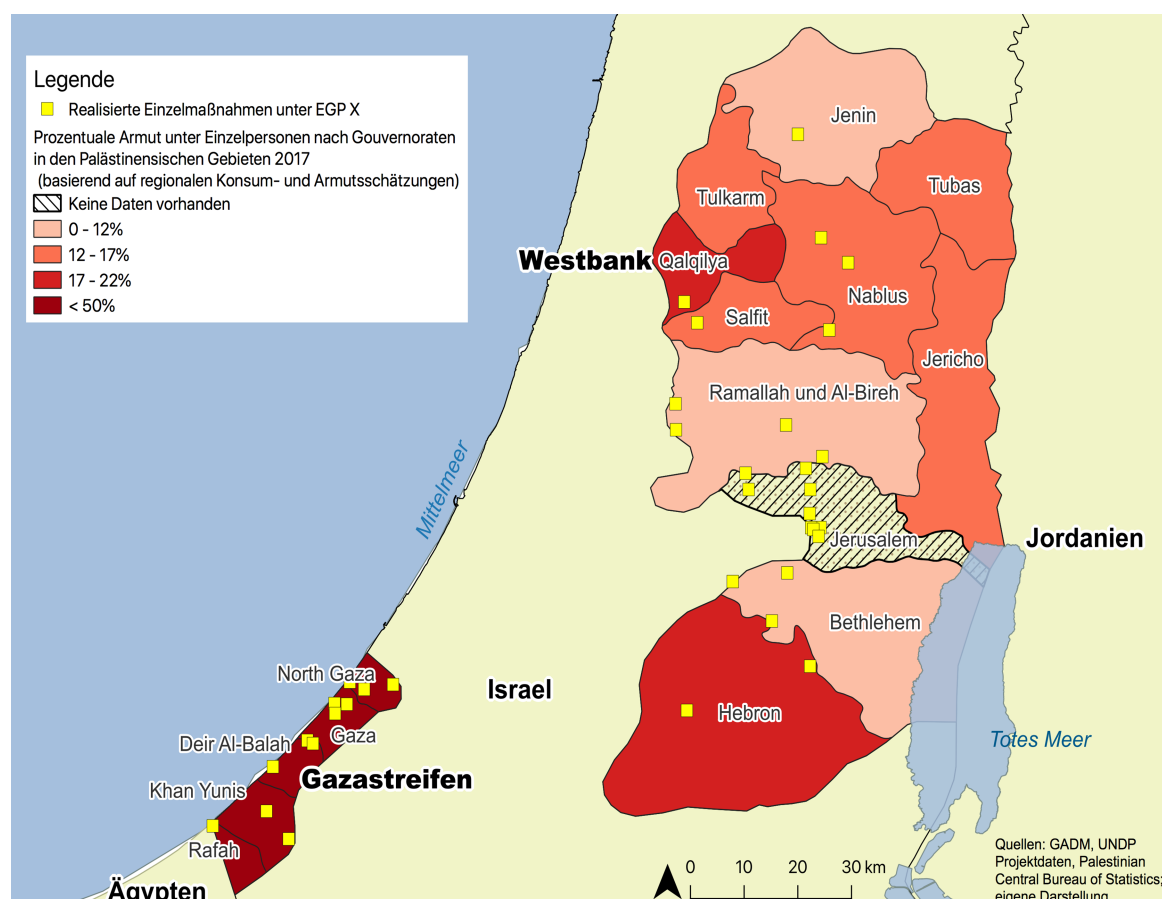 Legende
Realisierte Einzelmaßnahmen unter EGP X
Prozentuale Armut unter Einzelpersonen nach Gouvernoraten
in den Palästinensischen Gebieten 2017
(basierend auf regionalen Konsum- und Armutsschätzungen)
Keine Daten vorhanden
0 - 12%
12 - 17%
17 - 22%
< 50%
Jenin
Tubas
Tulkarm
Westbank
Qalqilya
Nablus
Salfit
Jericho
Ramallah und Al-Bireh
Mittelmeer
Jerusalem
Jordanien
Bethlehem
North Gaza
Israel
Hebron
Gaza
Deir Al-Balah
Totes Meer
Gazastreifen
Khan Yunis
Rafah
Ägypten
0 10 20 30 km
Quellen: GADM, UNDP
Projektdaten, Palestinian
Central Bureau of Statistics;
eigene Darstellung